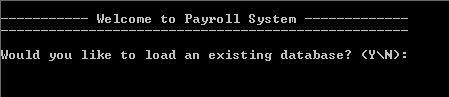 ----------- Welcome to Payroll System -------------
---------------------------------------------------
Would you like to load an existing database? (Y\N):